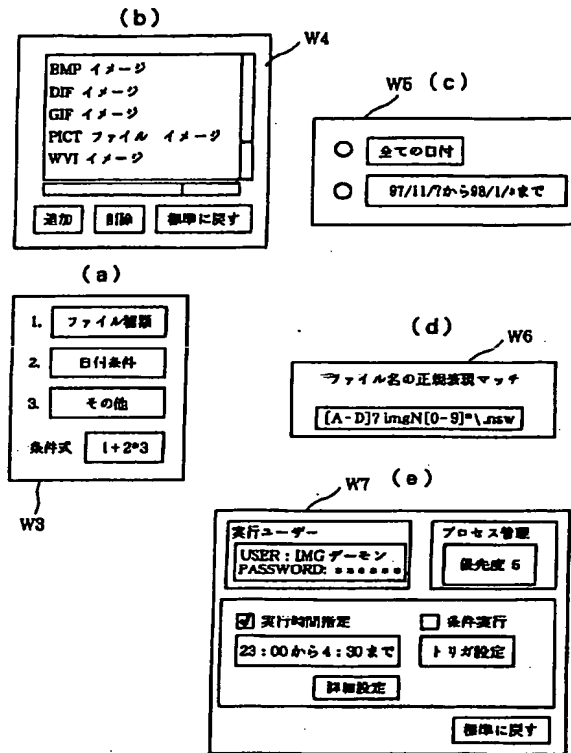 (b)
W4
BMP イメージ
DIF イメージ
GIF イメージ
PICT ファイル イメージ
WVI イメージ
追加 削除 標準に戻す
W5 (c)
全ての日付
97/11/7から98/1/*まで
(a)
1. ファイル種類
2. 日付条件
3. その他
条件式 1+2*3
W3
(d)
W6
ファイル名の正規表現マッチ
[A-D]? imgN[0-9]*\.nsw
W7 (e)
実行ユーザー
USER : IMG デーモン
PASSWORD: ******
プロセス管理
優先度 5
実行時間指定
条件実行
23:00から4:30まで
トリガ設定
詳細設定
標準に戻す